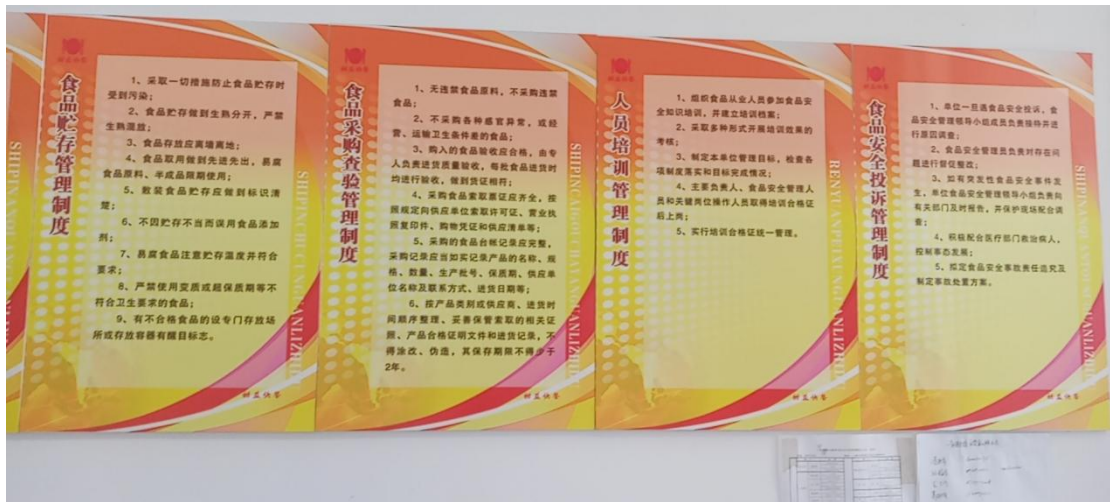 食品贮存管理制度
1、采取一切措施防止食品贮存时
受到污染；
2、食品贮存做到生熟分开，严禁
生熟混放；
3、食品存放应离墙离地；
4、食品取用做到先进先出，易腐
食品原料、半成品限期使用；
5、散装食品贮存应做到标识清
楚；
6、不因贮存不当而误用食品添加
剂；
7、易腐食品注意贮存温度并符合
要求；
8、严禁使用变质或超保质期等不
符合卫生要求的食品；
9、有不合格食品的设专门存放场
所或存放容器有醒目标志。
SHIPINCHUCUNGUANLIZHIDU
食品采购查验管理制度
1、无违禁食品原料，不采购违禁
食品；
2、不采购各种感官异常，或经
营、运输卫生条件差的食品；
3、购入的食品验收应合格，由专
人负责进货质量验收，每批食品进货时
均进行验收，做到货证相符；
4、采购食品索取票证应齐全，按
照规定向供应单位索取许可证、营业执
照复印件、购物凭证和供应清单等；
5、采购的食品台帐记录应完整，
采购记录应当如实记录产品的名称、规
格、数量、生产批号、保质期、供应单
位名称及联系方式、进货日期等；
6、按产品类别或供应商、进货时
间顺序整理、妥善保管索取的相关证
照、产品合格证明文件和进货记录，不
得涂改、伪造，其保存期限不得少于
2年。
财益快餐
人员培训管理制度
1、组织食品从业人员参加食品安
全知识培训，并建立培训档案；
2、采取多种形式开展培训效果的
考核；
3、制定本单位管理目标，检查各
项制度落实和目标完成情况；
4、主要负责人、食品安全管理人
员和关键岗位操作人员取得培训合格证
后上岗；
5、实行培训合格证统一管理。
食品安全投诉管理制度
1、单位一旦遇食品安全投诉，食
品安全管理领导小组成员负责接待并进
行原因调查；
2、食品安全管理员负责对存在问
题进行督促整改；
3、如有突发性食品安全事件发
生，单位食品安全管理领导小组负责向
有关部门及时报告，并保护现场配合调
查；
4、积极配合医疗部门救治病人，
控制事态发展；
5、拟定食品安全事故责任追究及
制定事故处置方案。